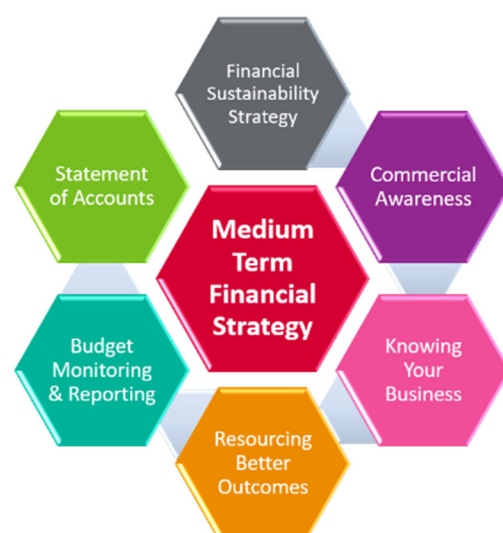 Financial
Sustainability
Strategy
Commercial
Awareness
Knowing
Your
Business
Resourcing
Better
Outcomes
Budget
Monitoring
& Reporting
Statement
of Accounts
Medium
Term
Financial
Strategy